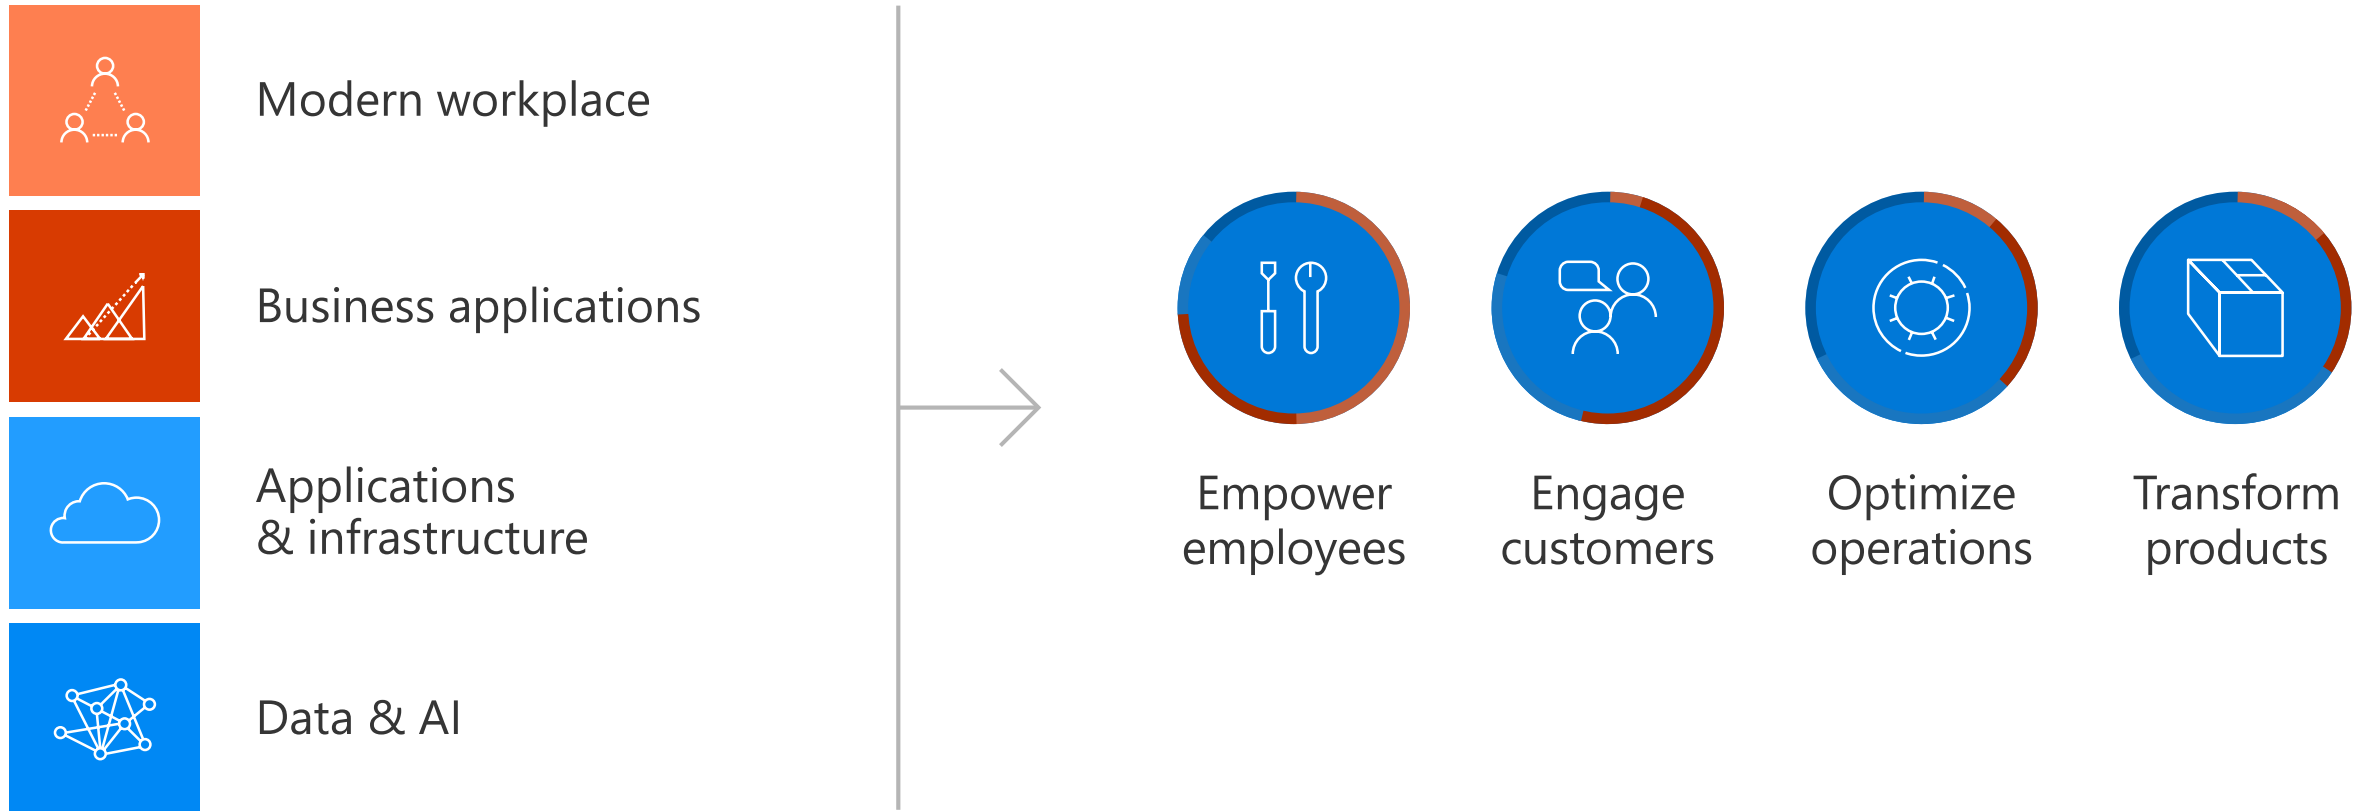 Modern workplace
Business applications
Applications
& infrastructure
Data & AI
Empower
employees
Engage
customers
Optimize
operations
Transform
products